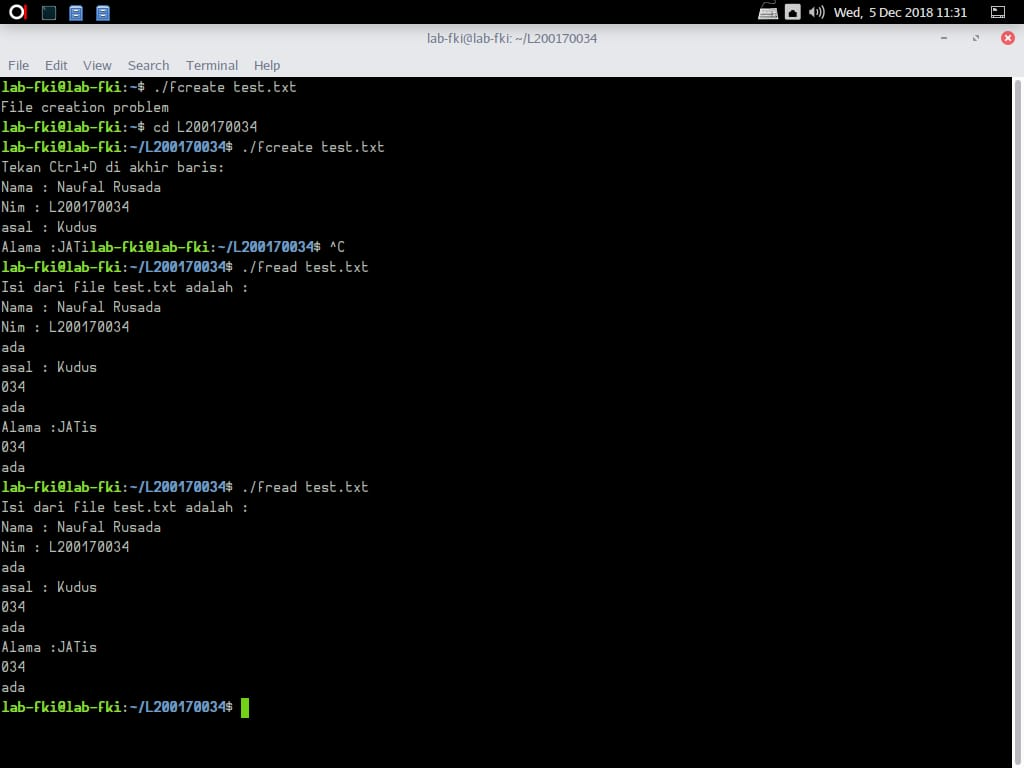 Wed, 5 Dec 2018 11:31
lab-fki@lab-fki: ~/L200170034
File Edit View Search Terminal Help
lab-fki@lab-fki:~$ ./fcreate test.txt
File creation problem
lab-fki@lab-fki:~$ cd L200170034
lab-fki@lab-fki:~/L200170034$ ./fcreate test.txt
Tekan Ctrl+D di akhir baris:
Nama : Naufal Rusada
Nim : L200170034
asal : Kudus
Alama :JATilab-fki@lab-fki:~/L200170034$ ^C
lab-fki@lab-fki:~/L200170034$ ./fread test.txt
Isi dari file test.txt adalah :
Nama : Naufal Rusada
Nim : L200170034
ada
asal : Kudus
034
ada
Alama :JATis
034
ada
lab-fki@lab-fki:~/L200170034$ ./fread test.txt
Isi dari file test.txt adalah :
Nama : Naufal Rusada
Nim : L200170034
ada
asal : Kudus
034
ada
Alama :JATis
034
ada
lab-fki@lab-fki:~/L200170034$